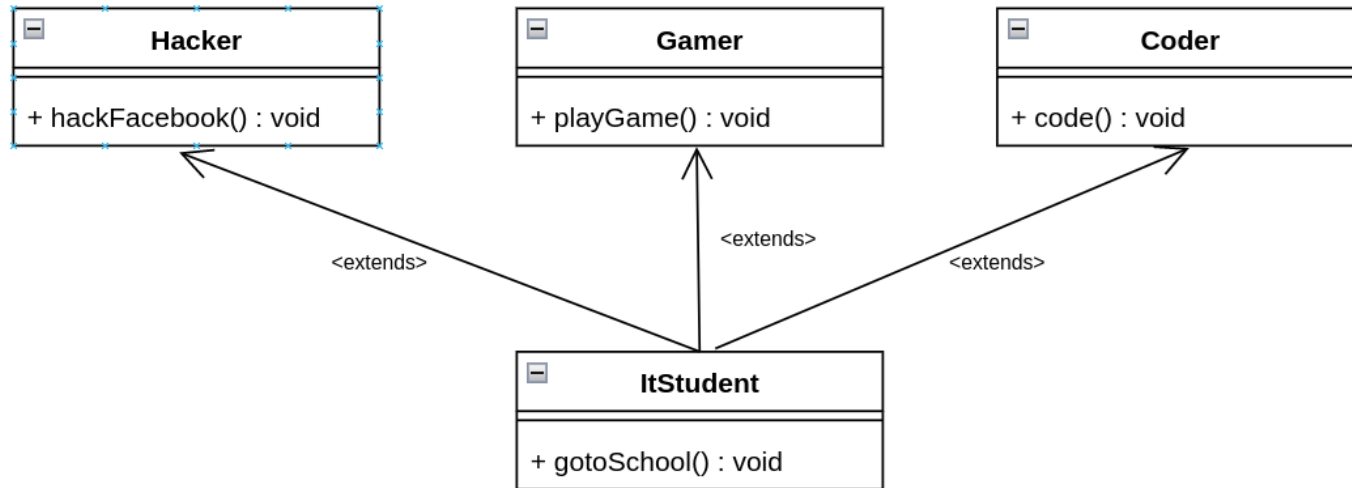 Hacker
Gamer
Coder
+ hackFacebook() : void
+ playGame() : void
+ code() : void
<extends>
<extends>
<extends>
ItStudent
+ gotoSchool() : void